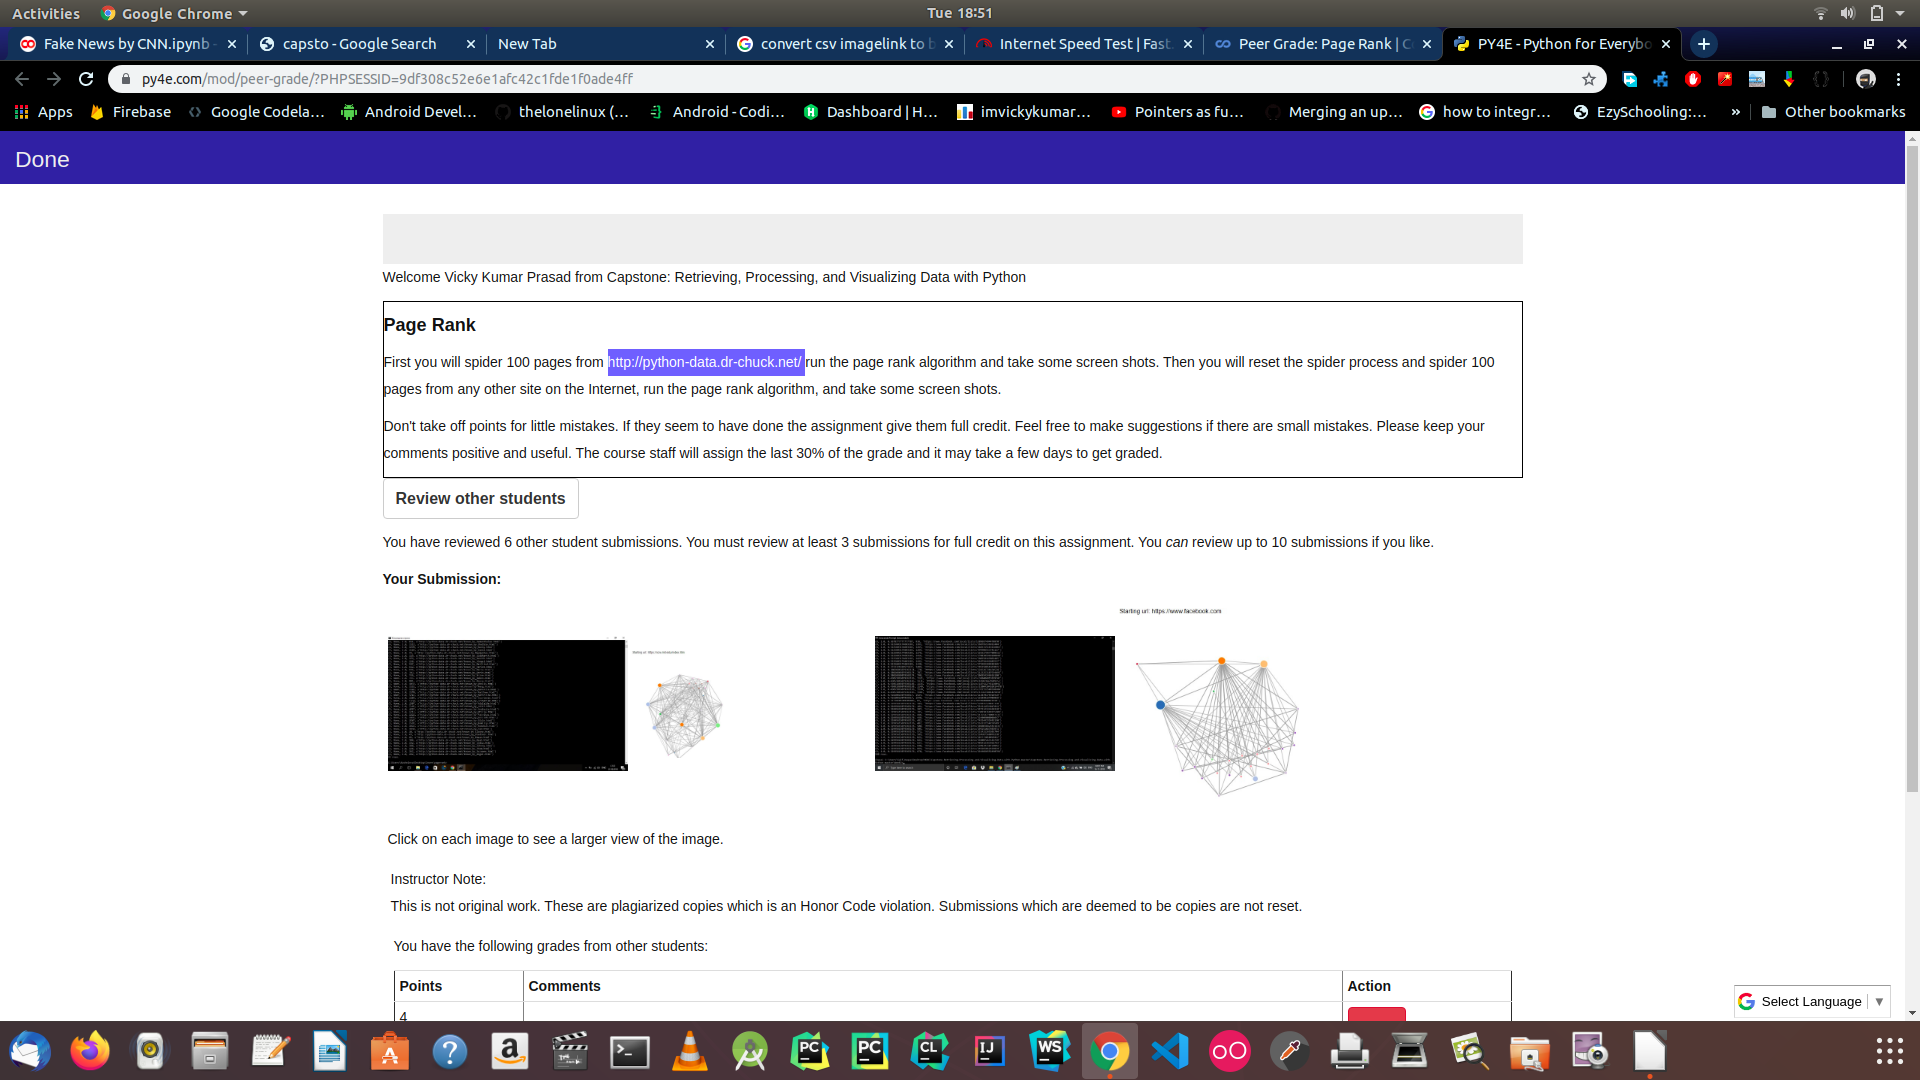 Activities
Google Chrome
Tue 18:51
Fake News by CNN.ipynb
capsto - Google Search
New Tab
convert csv imagelink to b
Internet Speed Test | Fast.
Peer Grade: Page Rank | C
PY4E - Python for Everybo
py4e.com/mod/peer-grade/?PHPSESSID=9df308c52e6e1afc42c1fde1f0ade4ff
Apps
Firebase
Google Codela...
Android Devel...
thelonelinux (...
Android - Codi...
Dashboard | H...
imvickykumar...
Pointers as fu...
Merging an up...
how to integr...
EzySchooling:...
»
Other bookmarks
Done
Welcome Vicky Kumar Prasad from Capstone: Retrieving, Processing, and Visualizing Data with Python
Page Rank
First you will spider 100 pages from http://python-data.dr-chuck.net/ run the page rank algorithm and take some screen shots. Then you will reset the spider process and spider 100
pages from any other site on the Internet, run the page rank algorithm, and take some screen shots.
Don't take off points for little mistakes. If they seem to have done the assignment give them full credit. Feel free to make suggestions if there are small mistakes. Please keep your
comments positive and useful. The course staff will assign the last 30% of the grade and it may take a few days to get graded.
Review other students
You have reviewed 6 other student submissions. You must review at least 3 submissions for full credit on this assignment. You can review up to 10 submissions if you like.
Your Submission:
Starting url: https://www.facebook.com
Click on each image to see a larger view of the image.
Instructor Note:
This is not original work. These are plagiarized copies which is an Honor Code violation. Submissions which are deemed to be copies are not reset.
You have the following grades from other students:
Points
Comments
Action
4
Select Language
PC
PC
CL
IJ
WS